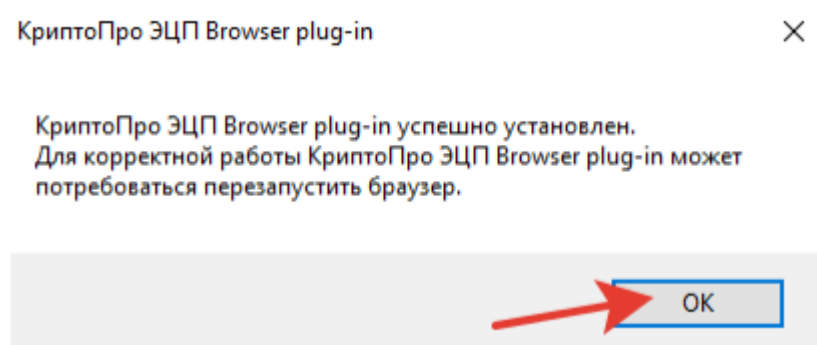 КриптоПро ЭЦП Browser plug-in
КриптоПро ЭЦП Browser plug-in успешно установлен.
Для корректной работы КриптоПро ЭЦП Browser plug-in может
потребоваться перезапустить браузер.
ОК